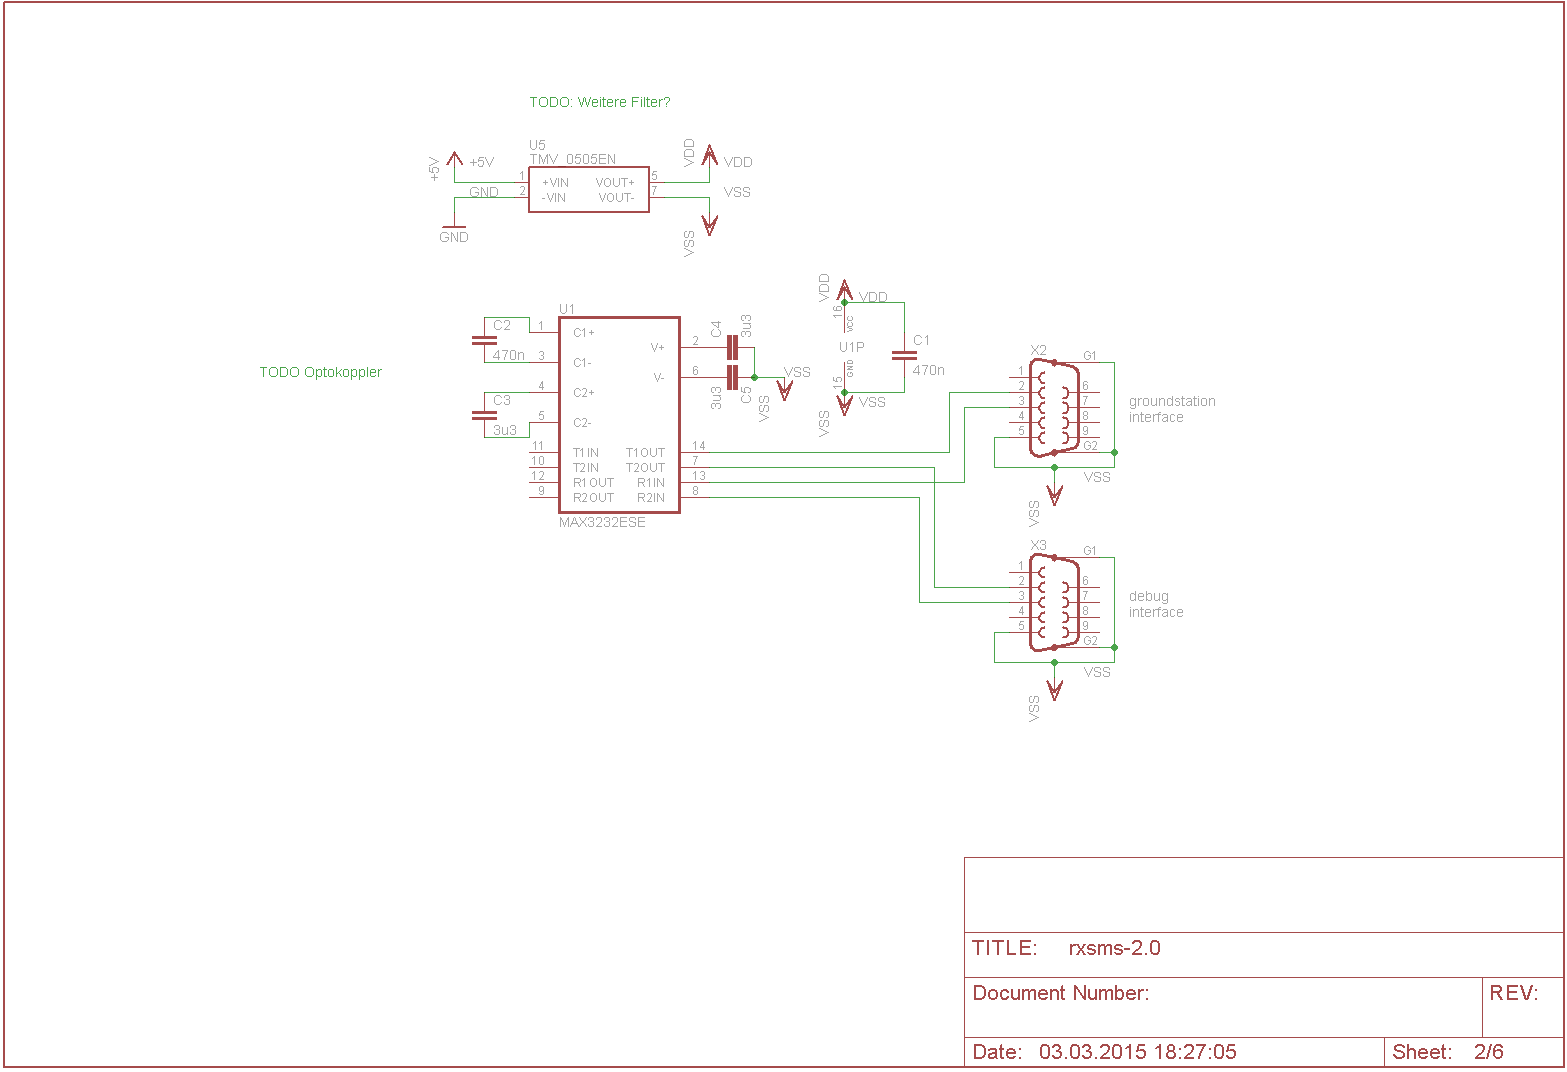 TODO: Weitere Filter?
U5
TMV_0505EN
+5V
+5V
GND
GND
1
2
+VIN
-VIN
VOUT+
VOUT-
5
7
VDD
VDD
VSS
VSS
TODO Optokoppler
U1
C2
470n
C3
3u3
1
3
4
5
11
10
12
9
C1+
C1-
C2+
C2-
T1IN
T2IN
R1OUT
R2OUT
V+
V-
T1OUT
T2OUT
R1IN
R2IN
2
6
14
7
13
8
MAX3232ESE
C4
3u3
3u3
C5
VSS
VSS
VDD
VDD
16
VCC
U1P
GND
15
VSS
VSS
C1
470n
X2
G1
1
2
3
4
5
6
7
8
9
G2
VSS
VSS
groundstation
interface
X3
G1
1
2
3
4
5
6
7
8
9
G2
VSS
VSS
debug
interface
TITLE: rxsms-2.0
Document Number:
REV:
Date: 03.03.2015 18:27:05
Sheet: 2/6